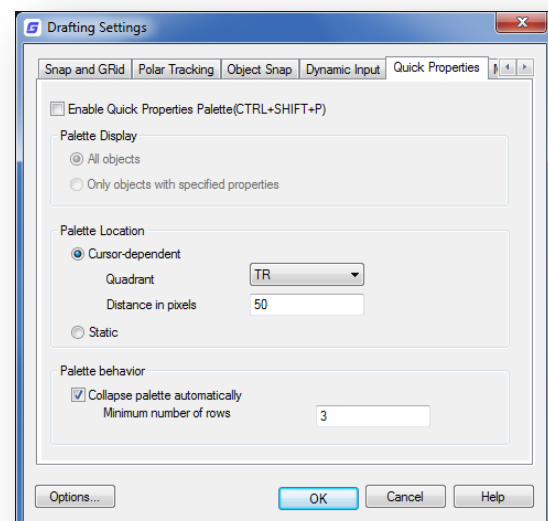 Drafting Settings
Snap and GRid Polar Tracking Object Snap Dynamic Input Quick Properties
Enable Quick Properties Palette(CTRL+SHIFT+P)
Palette Display
All objects
Only objects with specified properties
Palette Location
Cursor-dependent
Quadrant TR
Distance in pixels 50
Static
Palette behavior
Collapse palette automatically
Minimum number of rows 3
Options... OK Cancel Help